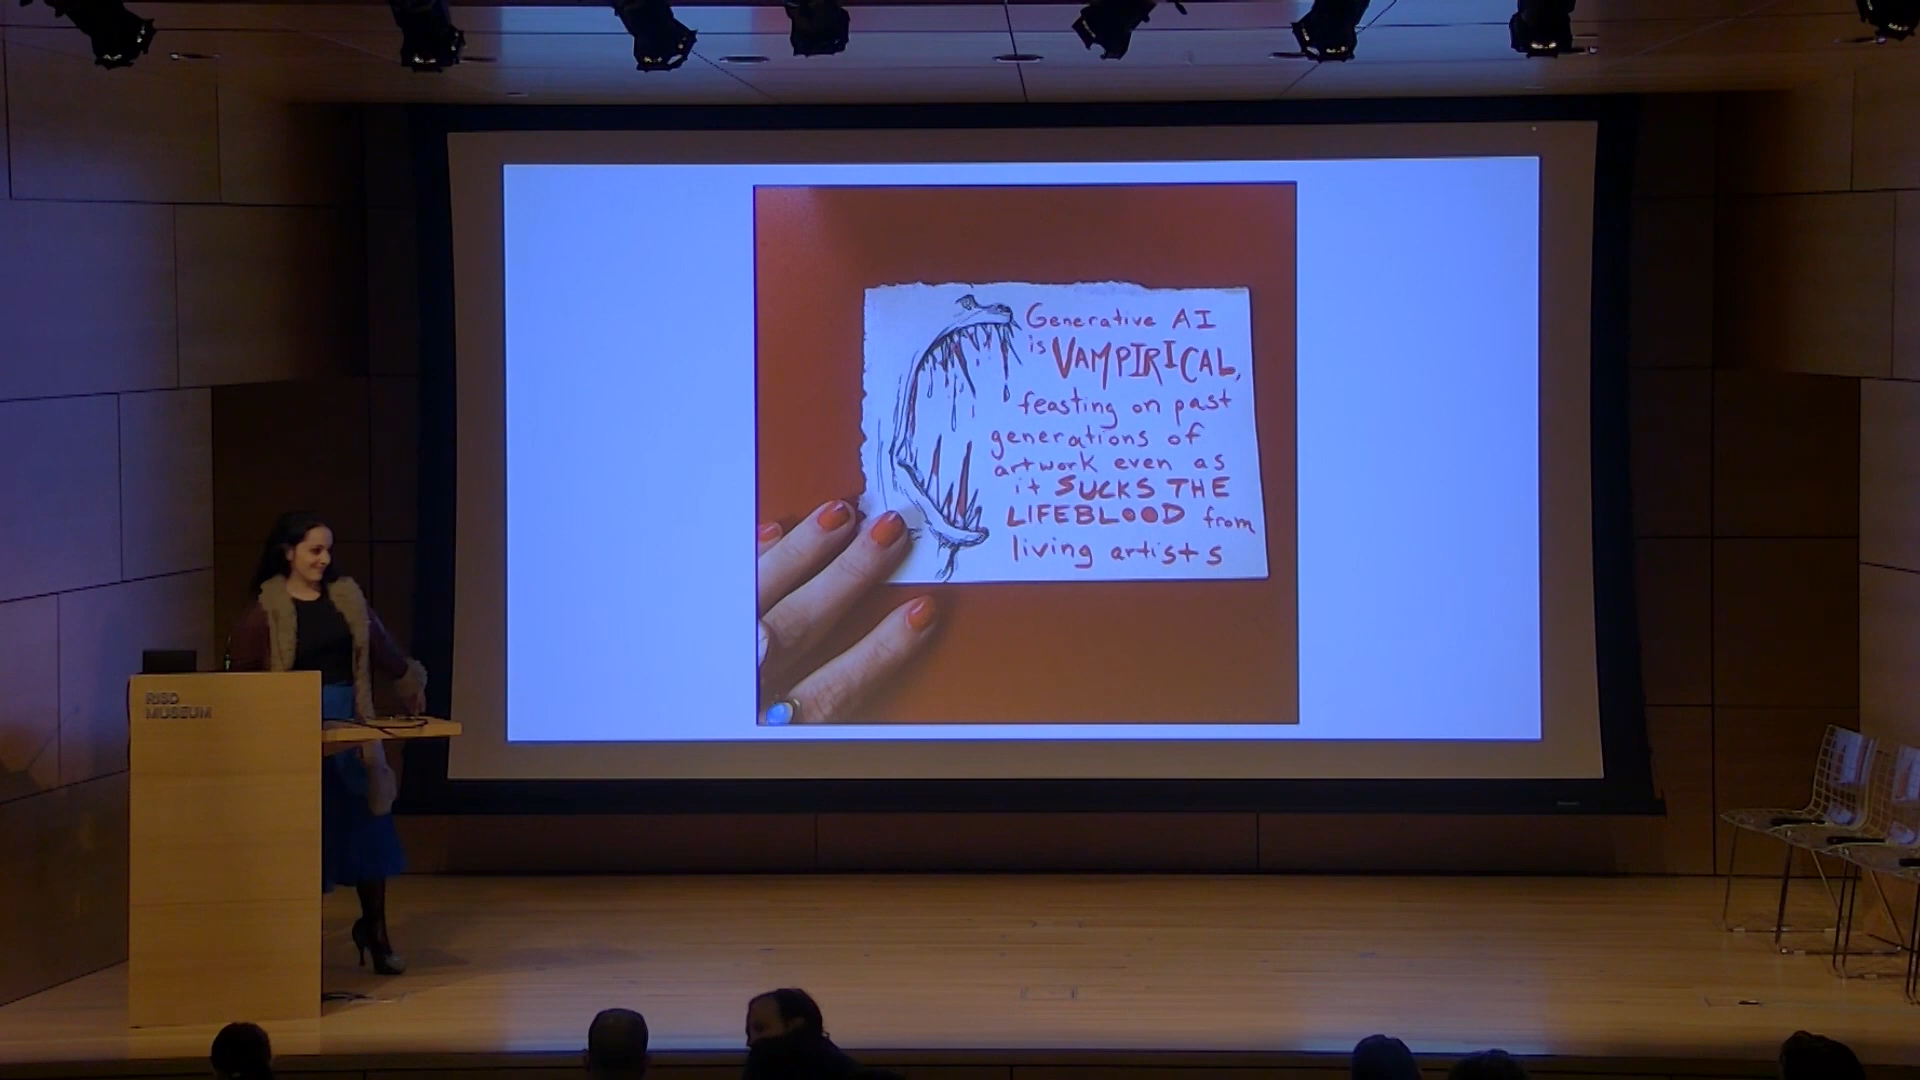 Generative AI
is VAMPIRICAL,
feasting on past
generations of
artwork even as
it SUCKS THE
LIFEBLOOD from
living artists
RISD
MUSEUM